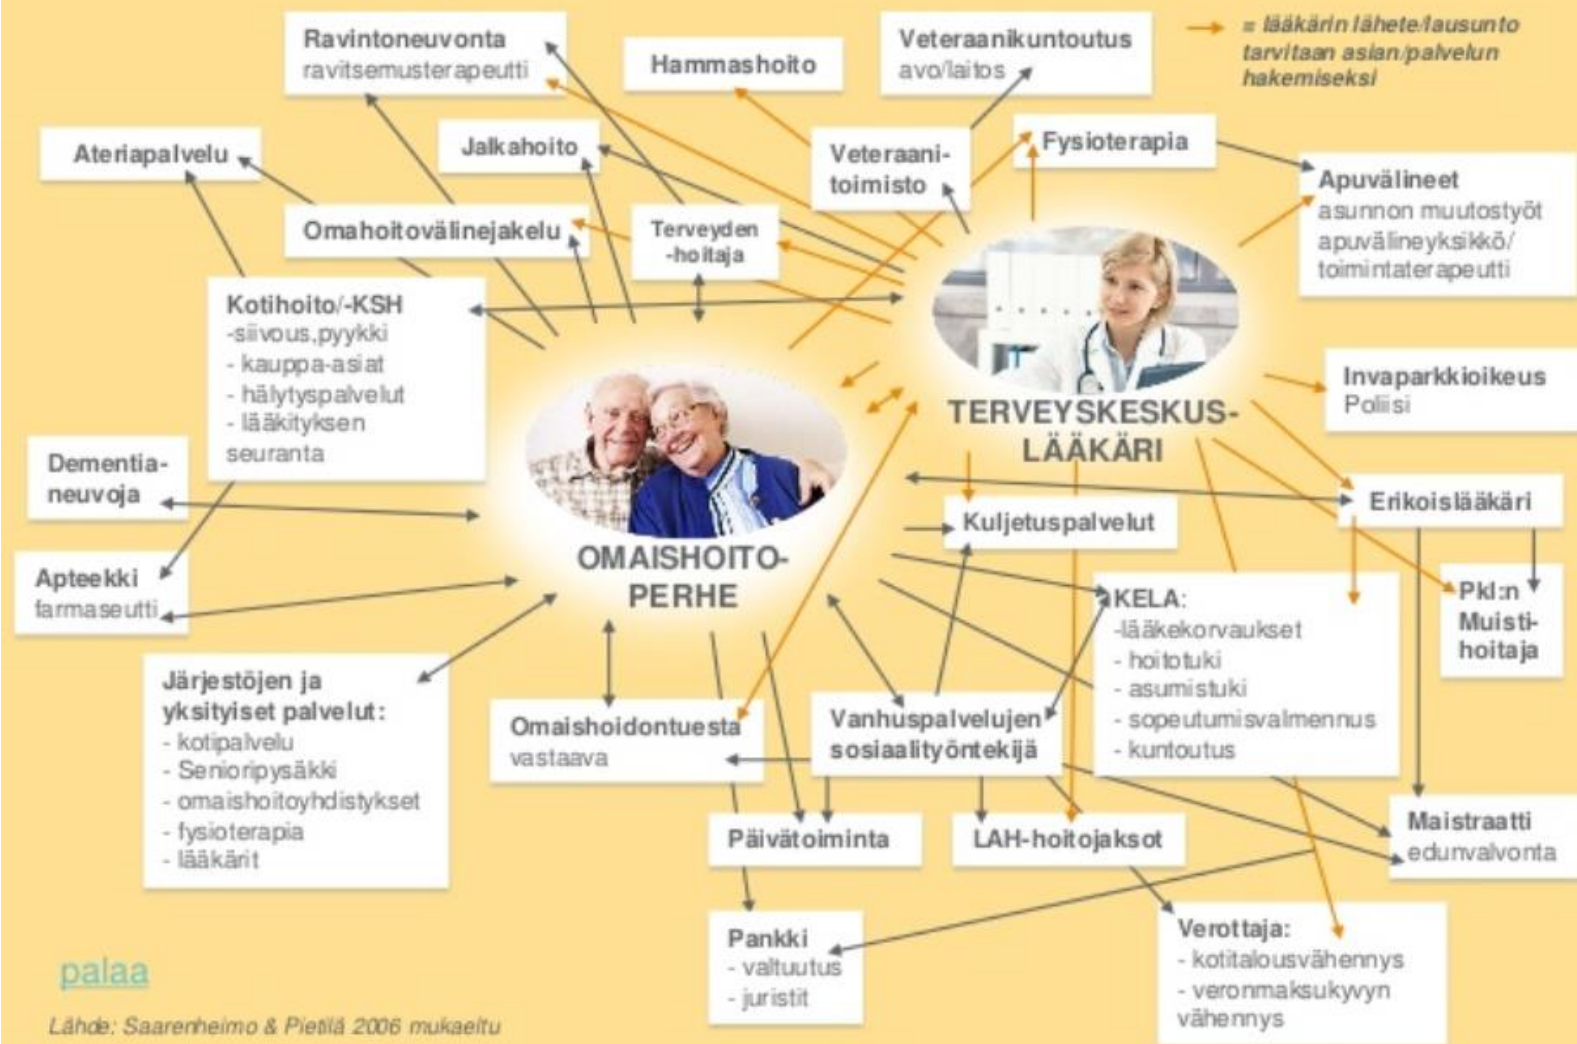 Ravintoneuvonta
ravitsemusterapeutti
Hammashoito
Veteraanikuntoutus
avo/laitos
= lääkärin lähete/lausunto
tarvitaan asian/palvelun
hakemiseksi
Ateriapalvelu
Jalkahoito
Veteraani-
toimisto
Fysioterapia
Apuvälineet
asunnon muutostyöt
apuvälineyksikkö/
toimintaterapeutti
Omahoitovälinejakelu
Terveyden
-hoitaja
Kotihoito/-KSH
-siivous,pyykki
- kauppa-asiat
- hälytyspalvelut
- lääkityksen
seuranta
TERVEYSKESKUS-
LÄÄKÄRI
Invaparkkioikeus
Poliisi
Dementia-
neuvoja
Erikoislääkäri
Kuljetuspalvelut
OMAISHOITO-
PERHE
Apteekki
farmaseutti
KELA:
-lääkekorvaukset
- hoitotuki
- asumistuki
- sopeutumisvalmennus
- kuntoutus
Pkl:n
Muisti-
hoitaja
Järjestöjen ja
yksityiset palvelut:
- kotipalvelu
- Senioripysäkki
- omaishoitoyhdistykset
- fysioterapia
- lääkärit
Omaishoidontuesta
vastaava
Vanhuspalvelujen
sosiaalityöntekijä
Päivätoiminta
LAH-hoitojaksot
Maistraatti
edunvalvonta
Pankki
- valtuutus
- juristit
Verottaja:
- kotitalousvähennys
- veronmaksukyvyn
vähennys
palaa
Lähde: Saarenheimo & Pietilä 2006 mukaeltu